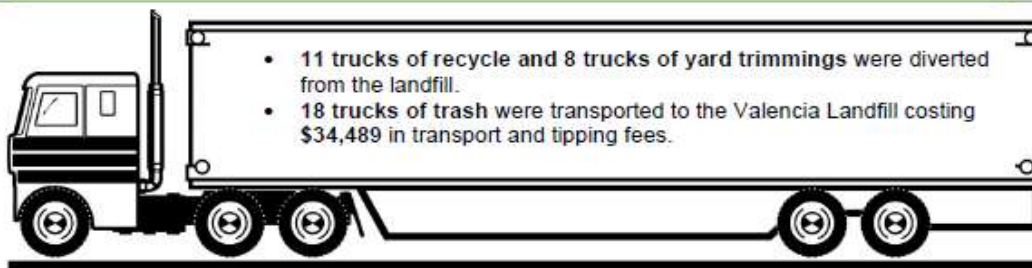 • 11 trucks of recycle and 8 trucks of yard trimmings were diverted
from the landfill.
• 18 trucks of trash were transported to the Valencia Landfill costing
$34,489 in transport and tipping fees.